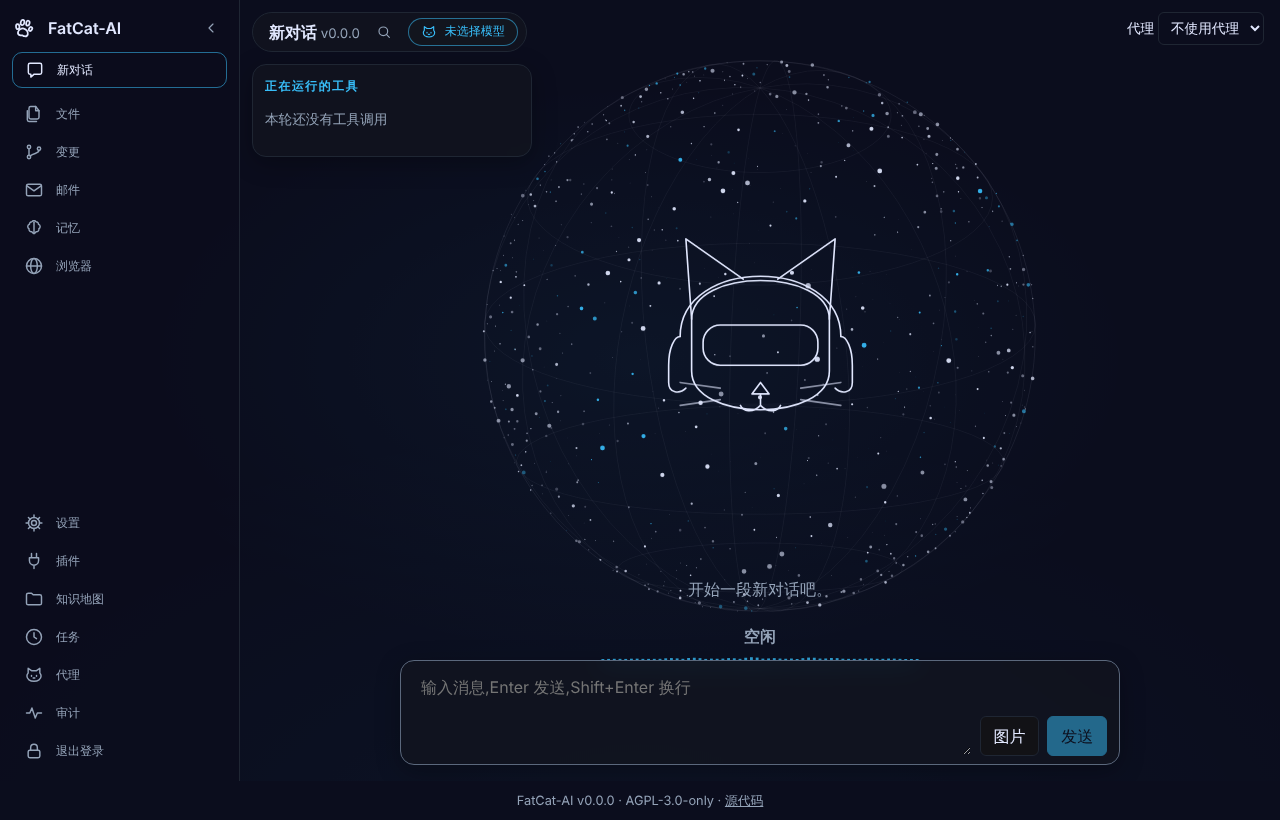 FatCat-AI
新对话
文件
变更
邮件
记忆
浏览器
设置
插件
知识地图
任务
代理
审计
退出登录
新对话 v0.0.0
未选择模型
代理 不使用代理
正在运行的工具
本轮还没有工具调用
开始一段新对话吧。
空闲
输入消息,Enter 发送,Shift+Enter 换行
图片
发送
FatCat-AI v0.0.0 · AGPL-3.0-only · 源代码